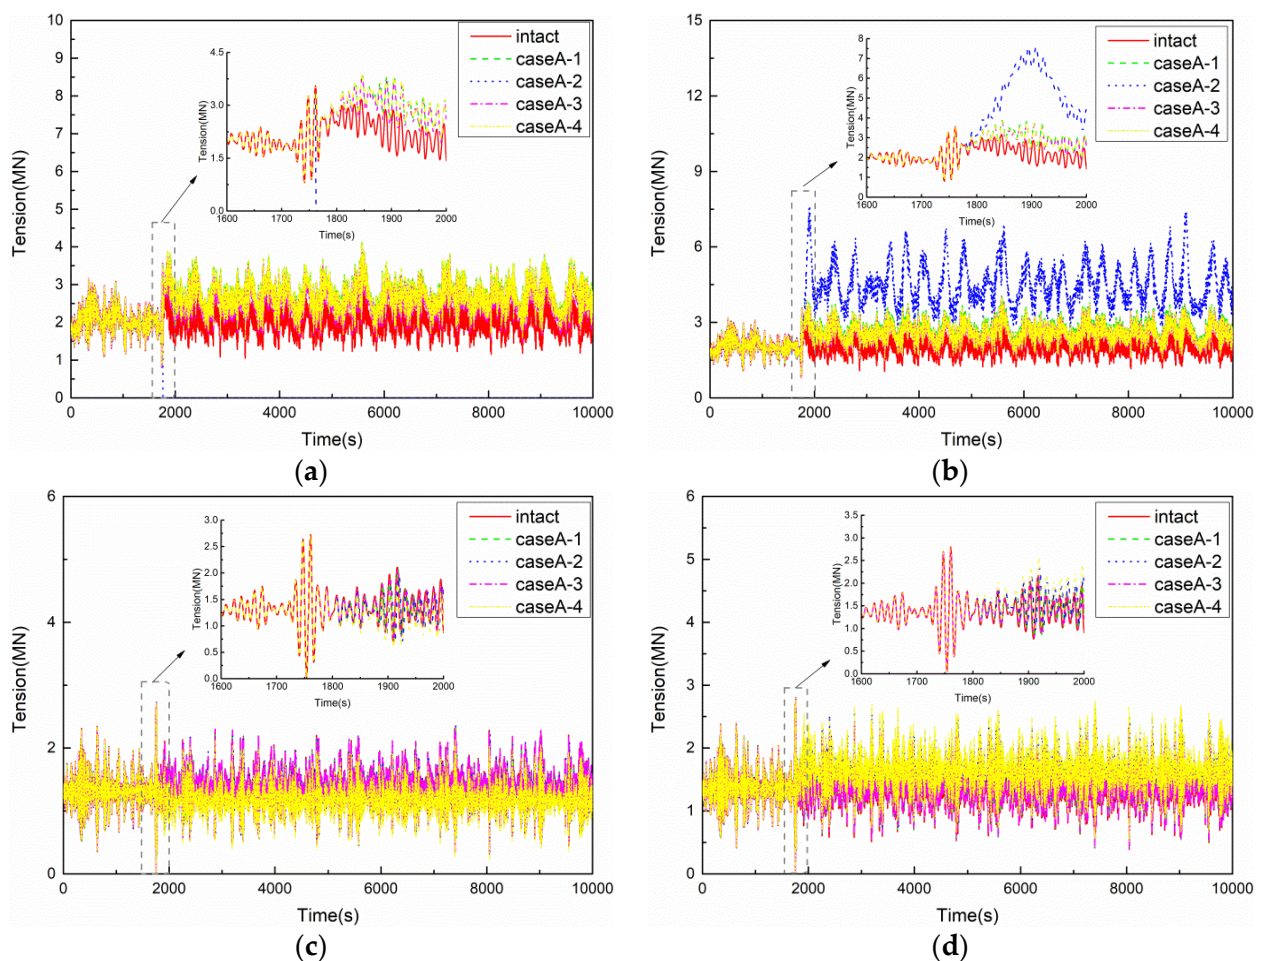 10
9
8
7
6
5
4
3
2
1
0
Tension(MN)
0 2000 4000 6000 8000 10000
Time(s)
intact
caseA-1
caseA-2
caseA-3
caseA-4
4.5
3.0
1.5
0.0
Tension(MN)
1600 1700 1800 1900 2000
Time(s)
(a)
15
12
9
6
3
0
Tension(MN)
0 2000 4000 6000 8000 10000
Time(s)
intact
caseA-1
caseA-2
caseA-3
caseA-4
8
7
6
5
4
3
2
1
0
Tension(MN)
1600 1700 1800 1900 2000
Time(s)
(b)
6
4
2
0
Tension(MN)
0 2000 4000 6000 8000 10000
Time(s)
intact
caseA-1
caseA-2
caseA-3
caseA-4
3.0
2.5
2.0
1.5
1.0
0.5
0.0
Tension(MN)
1600 1700 1800 1900 2000
Time(s)
(c)
6
5
4
3
2
1
0
Tension(MN)
0 2000 4000 6000 8000 10000
Time(s)
intact
caseA-1
caseA-2
caseA-3
caseA-4
3.5
3.0
2.5
2.0
1.5
1.0
0.5
0.0
Tension(MN)
1600 1700 1800 1900 2000
Time(s)
(d)